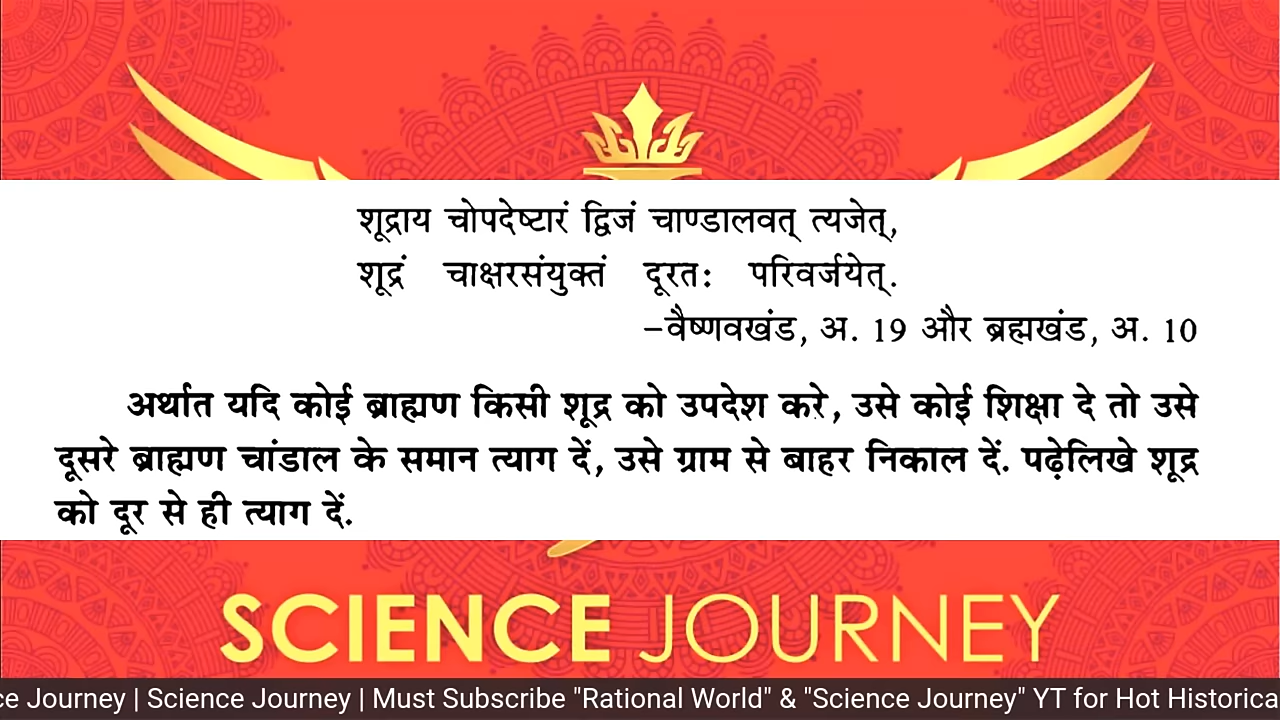 शूद्राय चोपदेष्टारं द्विजं चाण्डालवत् त्यजेत्,
शूद्रं चाक्षरसंयुक्तं दूरतः परिवर्जयेत्.
–वैष्णवखंड, अ. 19 और ब्रह्मखंड, अ. 10
अर्थात यदि कोई ब्राह्मण किसी शूद्र को उपदेश करे, उसे कोई शिक्षा दे तो उसे
दूसरे ब्राह्मण चांडाल के समान त्याग दें, उसे ग्राम से बाहर निकाल दें. पढ़ेलिखे शूद्र
को दूर से ही त्याग दें.
SCIENCE JOURNEY
ce Journey | Science Journey | Must Subscribe "Rational World" & "Science Journey" YT for Hot Historica